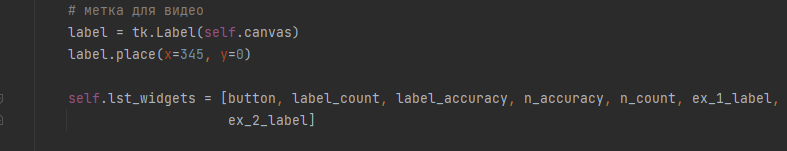 # метка для видео
label = tk.Label(self.canvas)
label.place(x=345, y=0)
self.lst_widgets = [button, label_count, label_accuracy, n_accuracy, n_count, ex_1_label,
ex_2_label]